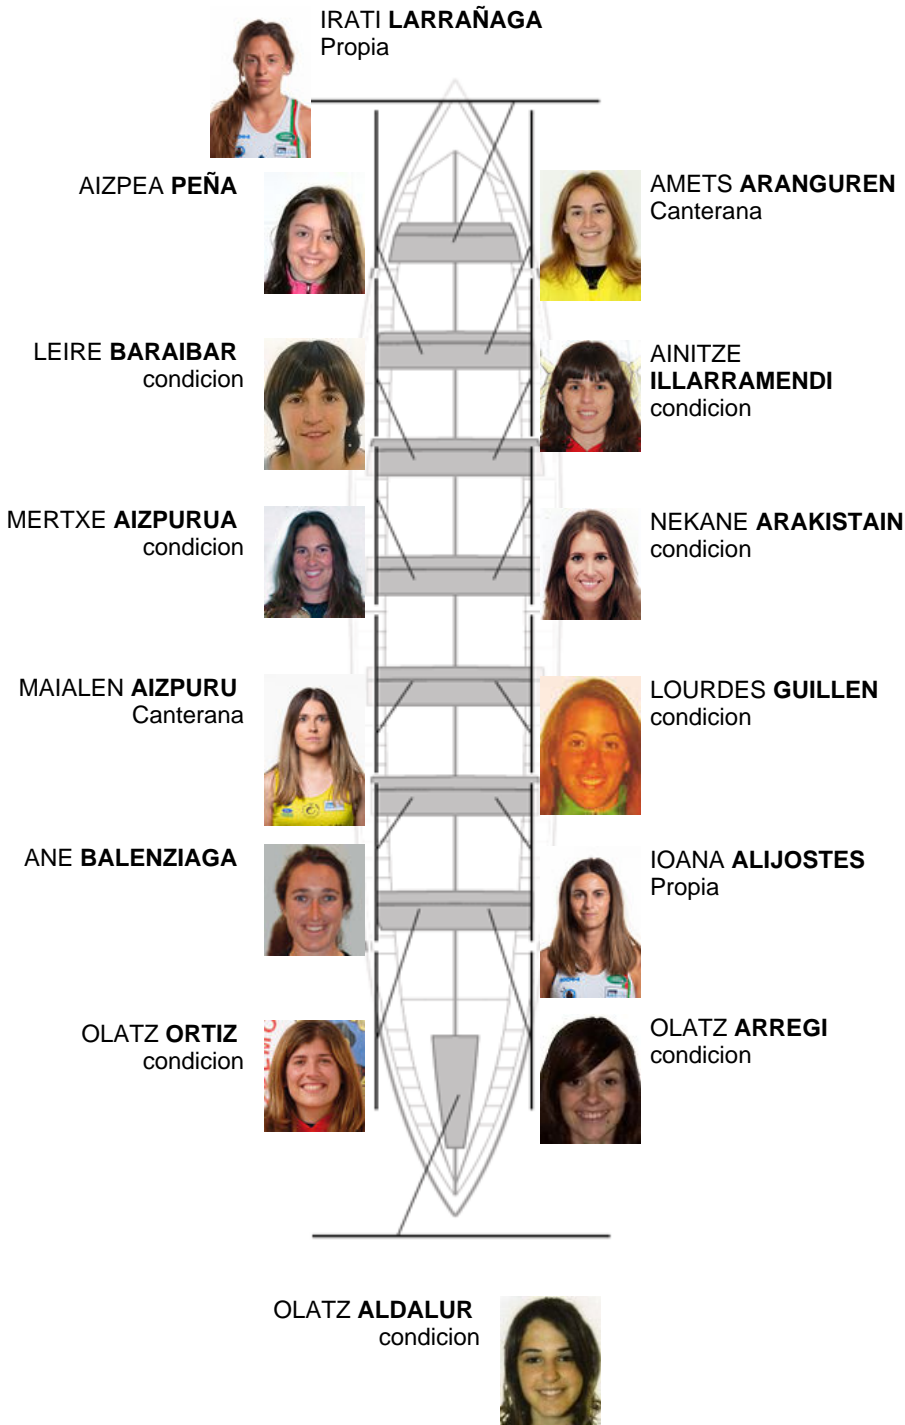 IRATI LARRAÑAGA
Propia
AIZPEA PEÑA
AMETS ARANGUREN
Canterana
LEIRE BARAIBAR
condicion
AINITZE
ILLARRAMENDI
condicion
MERTXE AIZPURUA
condicion
NEKANE ARAKISTAIN
condicion
MAIALEN AIZPURU
Canterana
LOURDES GUILLEN
condicion
ANE BALENZIAGA
IOANA ALIJOSTES
Propia
OLATZ ORTIZ
condicion
OLATZ ARREGI
condicion
OLATZ ALDALUR
condicion